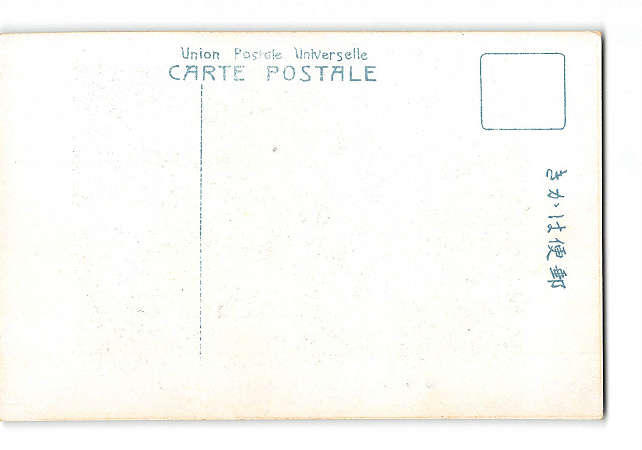 Union Postale Universelle
CARTE POSTALE
きかは便郵